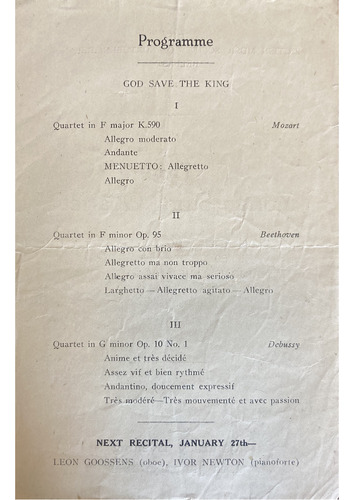 Programme
GOD SAVE THE KING
I
Quartet in F major K.590 Mozart
Allegro moderato
Andante
MENUETTO: Allegretto
Allegro
II
Quartet in F minor Op. 95 Beethoven
Allegro con brio
Allegretto ma non troppo
Allegro assai vivace ma serioso
Larghetto — Allegretto agitato — Allegro
III
Quartet in G minor Op. 10 No. 1 Debussy
Anime et très décidé
Assez vif et bien rythmé
Andantino, doucement expressif
Trés modéré—Très mouvementé et avec passion
NEXT RECITAL, JANUARY 27th—
LEON GOOSSENS (oboe), IVOR NEWTON (pianoforte)